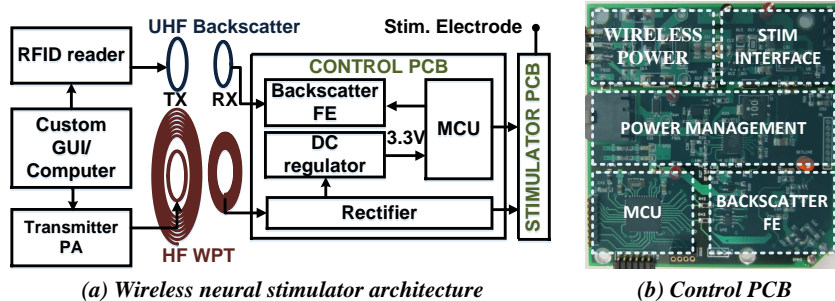 RFID reader
Custom
GUI/
Computer
Transmitter
PA
UHF Backscatter
TX
RX
HF WPT
Stim. Electrode
CONTROL PCB
Backscatter
FE
DC
regulator
3.3V
MCU
Rectifier
STIMULATOR PCB
(a) Wireless neural stimulator architecture
WIRELESS
POWER
STIM
INTERFACE
POWER MANAGEMENT
MCU
BACKSCATTER
FE
(b) Control PCB